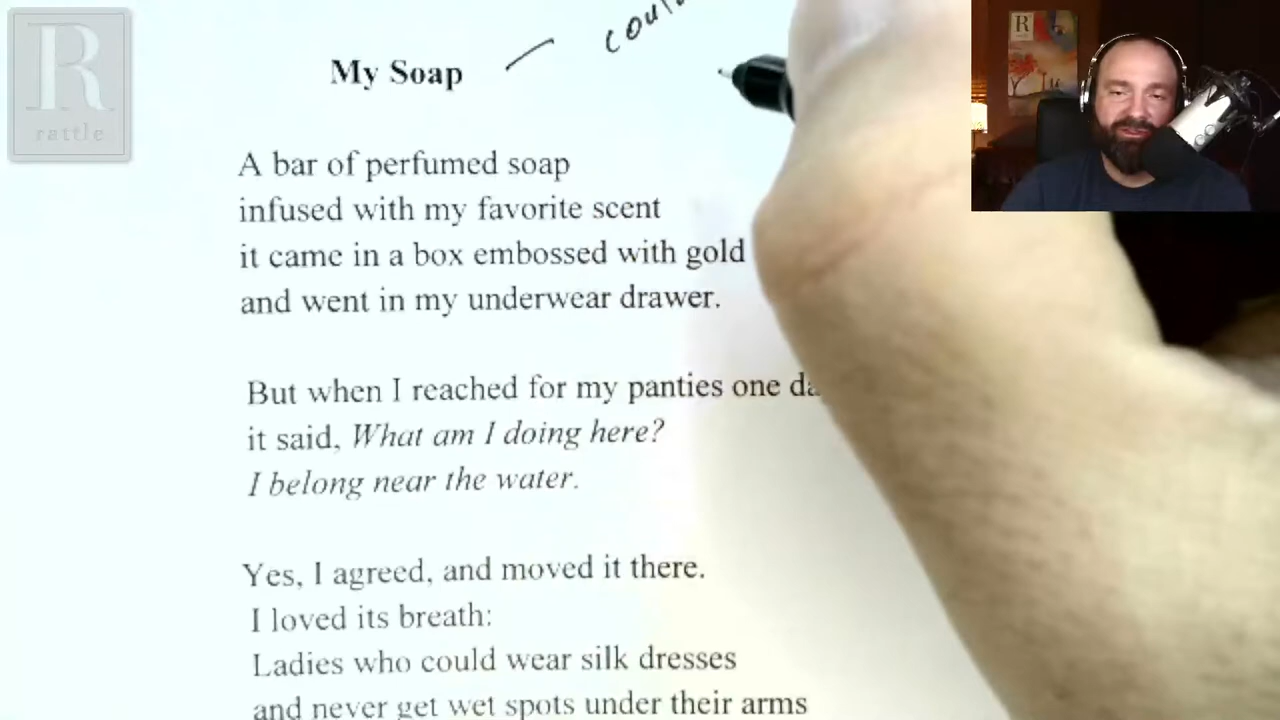 R
rattle
My Soap
A bar of perfumed soap
infused with my favorite scent
it came in a box embossed with gold
and went in my underwear drawer.
But when I reached for my panties one
it said, What am I doing here?
I belong near the water.
Yes, I agreed, and moved it there.
I loved its breath:
Ladies who could wear silk dresses
and never get wet spots under their arms
R